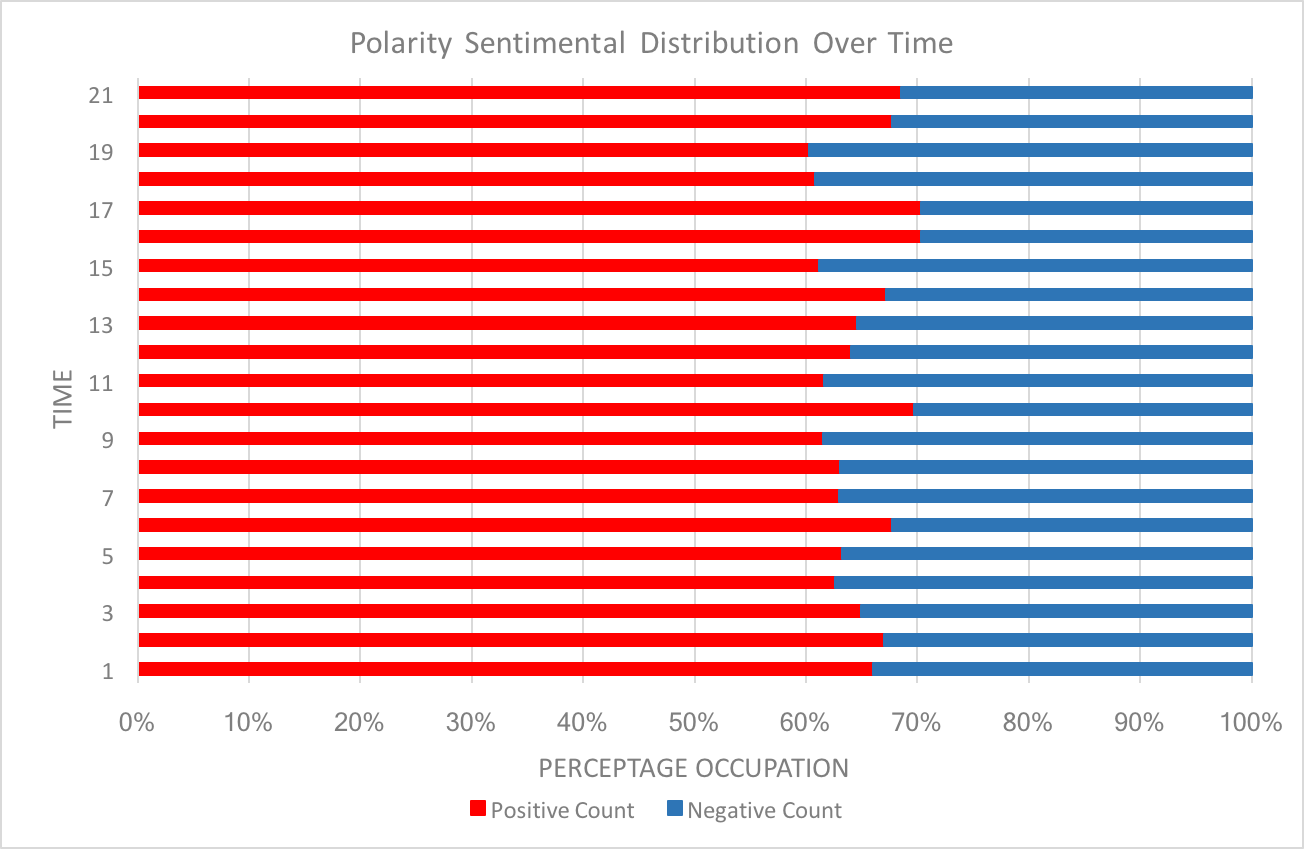 Polarity Sentimental Distribution Over Time
21
19
17
15
13
11
9
7
5
3
1
TIME
0% 10% 20% 30% 40% 50% 60% 70% 80% 90% 100%
PERCEPTAGE OCCUPATION
Positive Count Negative Count